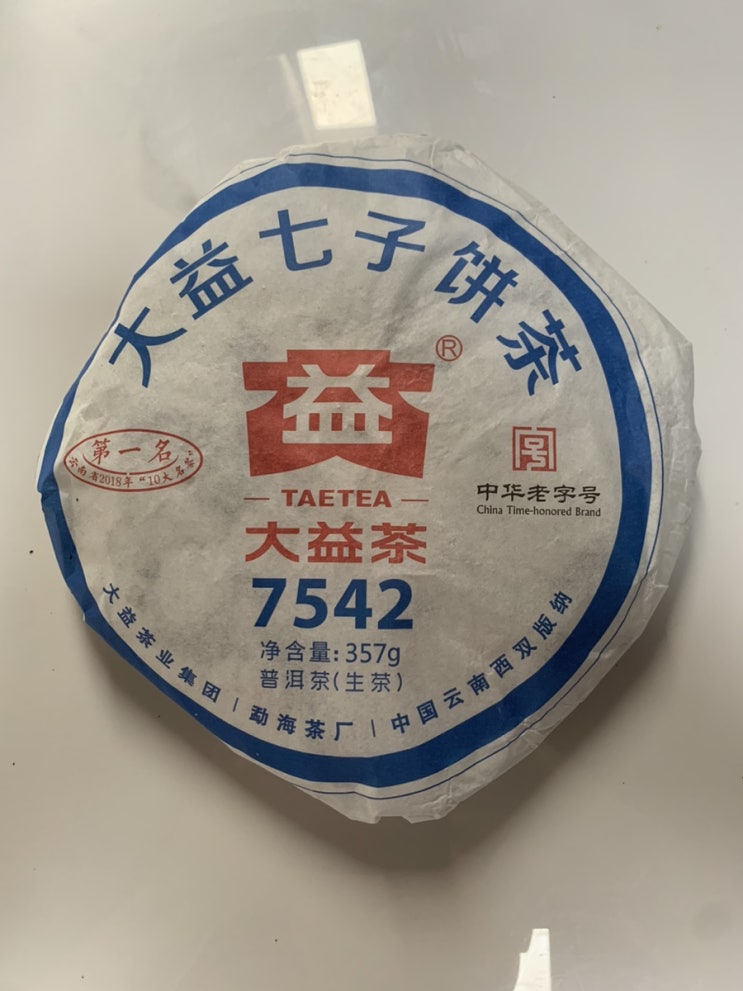 大益七子饼茶
益
®
TAETEA
大益茶
7542
净含量:357g
普洱茶(生茶)
第一名
云南省2018年“10大名茶”
号
中华老字号
China Time-honored Brand
大益茶业集团|勐海茶厂|中国云南西双版纳